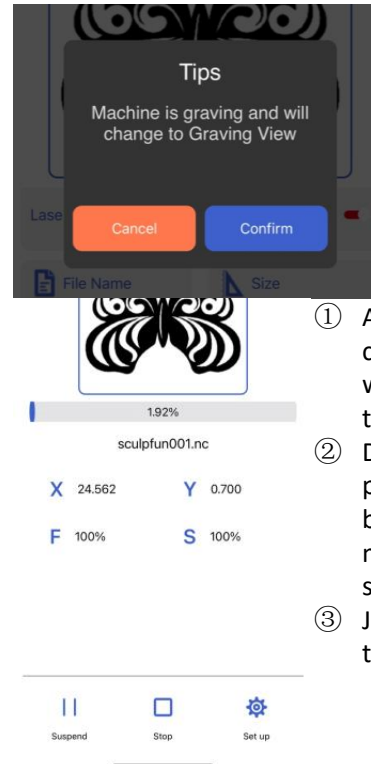 Tips
Machine is graving and will
change to Graving View
Cancel
Confirm
File Name
Size
1.92%
sculpfun001.nc
X 24.562 Y 0.700
F 100% S 100%
Suspend
Stop
Set up
①
②
③